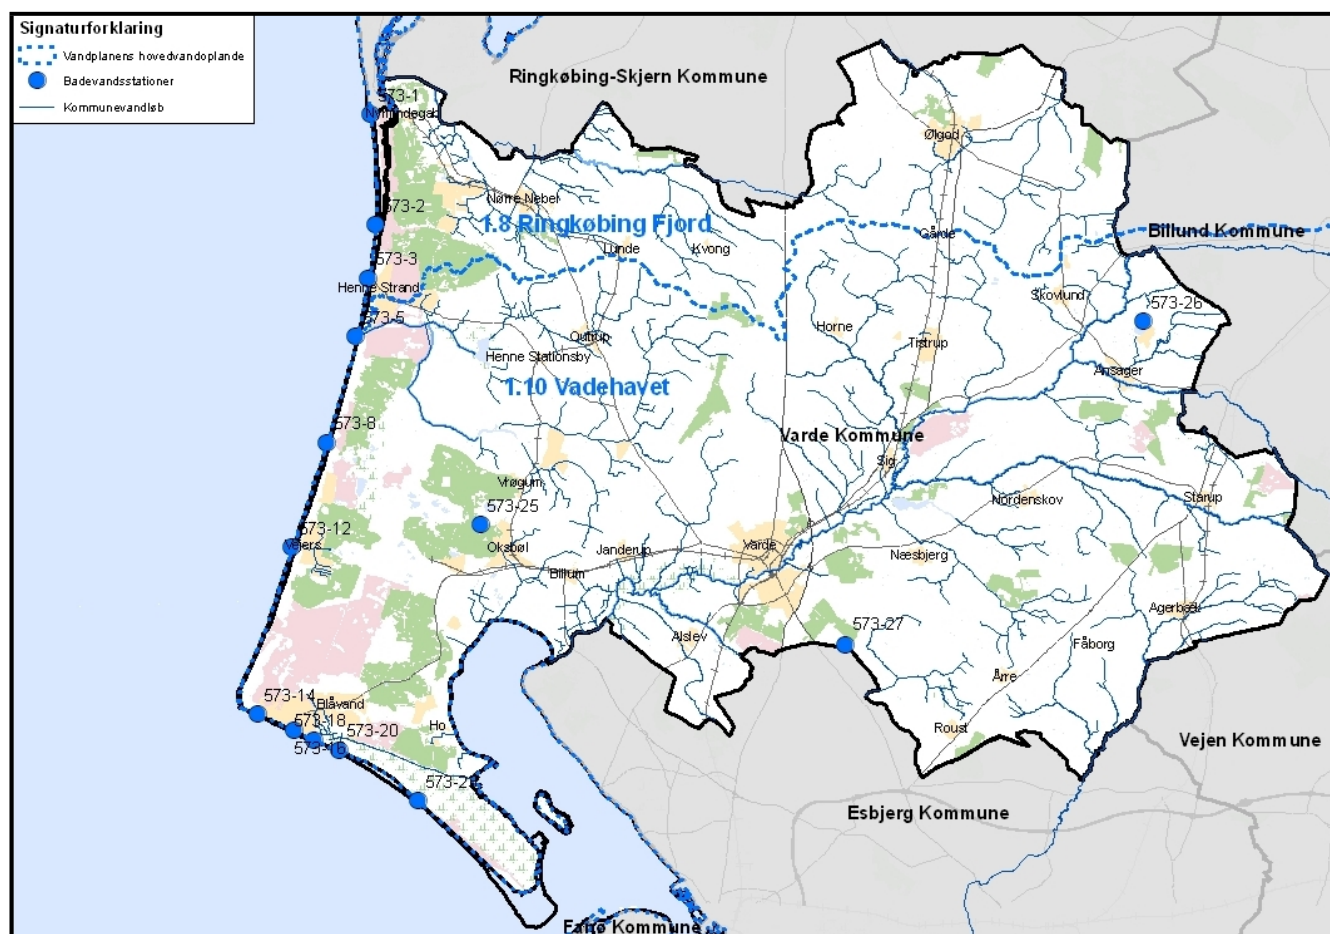 Signaturforklaring
Vandplanens hovedvandoplande
Badevandsstationer
Kommunevandløb
Ringkøbing-Skjern Kommune
573-1
Nymindegab
Ølgod
573-2
Nørre Nebel
1.8 Ringkøbing Fjord
Lunde
Kvong
Gårde
Billund Kommune
573-3
Henne Strand
Skovlund
573-26
573-5
Outrup
Horne
Tistrup
Henne Stationsby
Ansager
1.10 Vadehavet
573-8
Varde Kommune
Sig
Vrøgum
Nordenskov
Starup
573-25
573-12
Vejers
Oksbøl
Janderup
Varde
Næsbjerg
Billum
Agerbæk
573-27
Alslev
Fåborg
Årre
573-14
Blåvand
573-18
573-20
Ho
Roust
573-16
Vejen Kommune
573-2
Esbjerg Kommune
Fanø Kommune